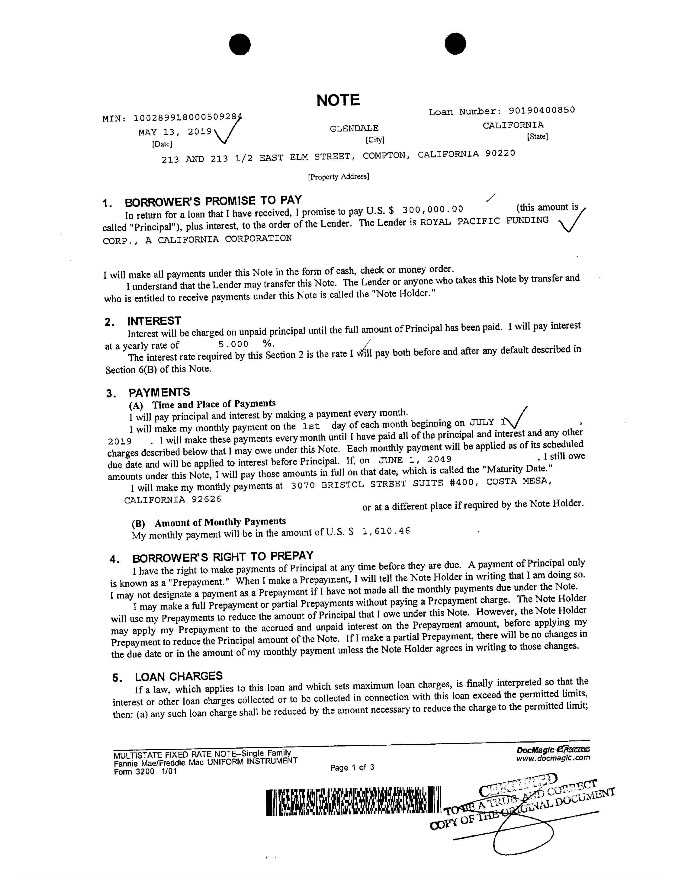 NOTE
MIN: 100289918000509284
Loan Number: 90190400850
MAY 13, 2019
GLENDALE
CALIFORNIA
[Date]
[City]
[State]
213 AND 213 1/2 EAST ELM STREET, COMPTON, CALIFORNIA 90220
[Property Address]
1. BORROWER'S PROMISE TO PAY
In return for a loan that I have received, I promise to pay U.S. $ 300,000.00 (this amount is
called "Principal"), plus interest, to the order of the Lender. The Lender is ROYAL PACIFIC FUNDING
CORP., A CALIFORNIA CORPORATION
I will make all payments under this Note in the form of cash, check or money order.
I understand that the Lender may transfer this Note. The Lender or anyone who takes this Note by transfer and
who is entitled to receive payments under this Note is called the "Note Holder."
2. INTEREST
Interest will be charged on unpaid principal until the full amount of Principal has been paid. I will pay interest
at a yearly rate of 5.000 %.
The interest rate required by this Section 2 is the rate I will pay both before and after any default described in
Section 6(B) of this Note.
3. PAYMENTS
(A) Time and Place of Payments
I will pay principal and interest by making a payment every month.
I will make my monthly payment on the 1st day of each month beginning on JULY 1 ,
2019 . I will make these payments every month until I have paid all of the principal and interest and any other
charges described below that I may owe under this Note. Each monthly payment will be applied as of its scheduled
due date and will be applied to interest before Principal. If, on JUNE 1, 2049 , I still owe
amounts under this Note, I will pay those amounts in full on that date, which is called the "Maturity Date."
I will make my monthly payments at 3070 BRISTOL STREET SUITS #400, COSTA MESA,
CALIFORNIA 92626
or at a different place if required by the Note Holder.
(B) Amount of Monthly Payments
My monthly payment will be in the amount of U.S. $ 1,610.46
4. BORROWER'S RIGHT TO PREPAY
I have the right to make payments of Principal at any time before they are due. A payment of Principal only
is known as a "Prepayment." When I make a Prepayment, I will tell the Note Holder in writing that I am doing so.
I may not designate a payment as a Prepayment if I have not made all the monthly payments due under the Note.
I may make a full Prepayment or partial Prepayments without paying a Prepayment charge. The Note Holder
will use my Prepayments to reduce the amount of Principal that I owe under this Note. However, the Note Holder
may apply my Prepayment to the accrued and unpaid interest on the Prepayment amount, before applying my
Prepayment to reduce the Principal amount of the Note. If I make a partial Prepayment, there will be no changes in
the due date or in the amount of my monthly payment unless the Note Holder agrees in writing to those changes.
5. LOAN CHARGES
If a law, which applies to this loan and which sets maximum loan charges, is finally interpreted so that the
interest or other loan charges collected or to be collected in connection with this loan exceed the permitted limits,
then: (a) any such loan charge shall be reduced by the amount necessary to reduce the charge to the permitted limit;
MULTISTATE FIXED RATE NOTE--Single Family
Fannie Mae/Freddie Mac UNIFORM INSTRUMENT
Form 3200 1/01
Page 1 of 3
DocMagic
www.docmagic.com
CERTIFIED
TO BE A TRUE AND CORRECT
COPY OF THE ORIGINAL DOCUMENT